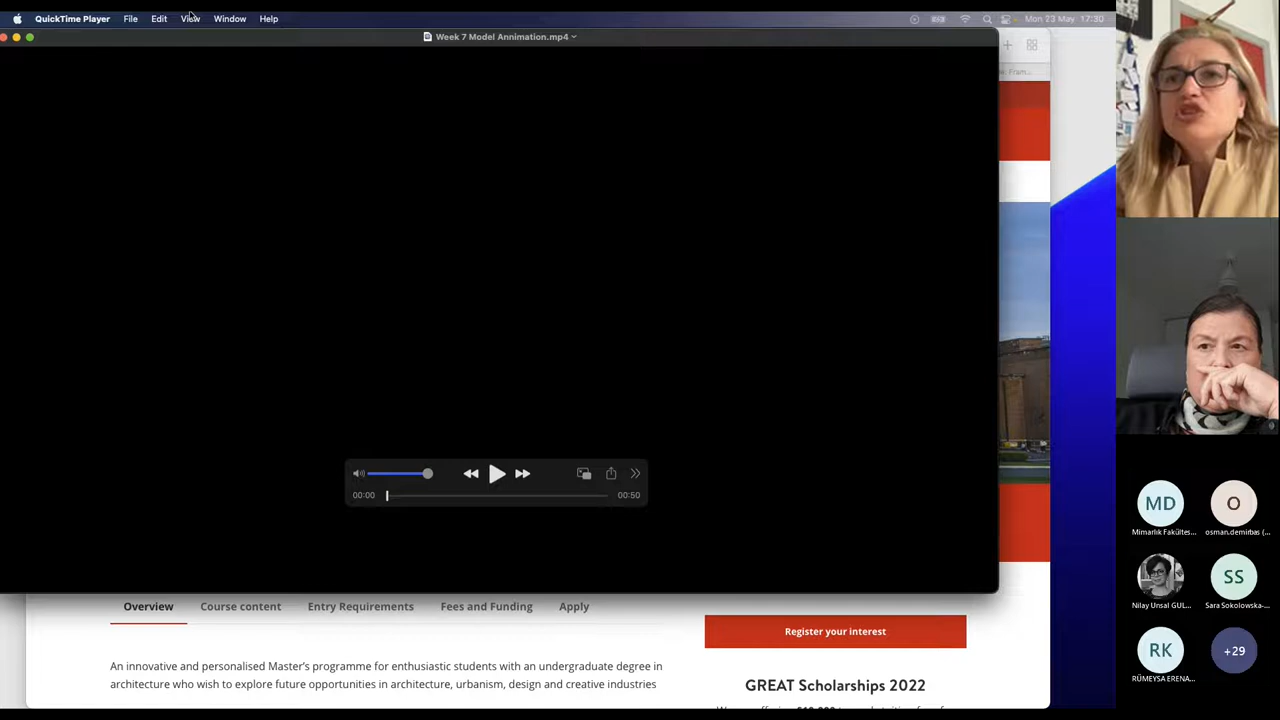 QuickTime Player File Edit View Window Help
Mon 23 May 17:30
Week 7 Model Annimation.mp4
Fram...
00:00
00:50
Overview Course content Entry Requirements Fees and Funding Apply
Register your interest
An innovative and personalised Master's programme for enthusiastic students with an undergraduate degree in
architecture who wish to explore future opportunities in architecture, urbanism, design and creative industries
GREAT Scholarships 2022
MD
O
Mimarlık Fakültes...
osman.demirbas (...
SS
Nilay Unsal GUL...
Sara Sokolowska-...
RK
+29
RÜMEYSA ERENA...